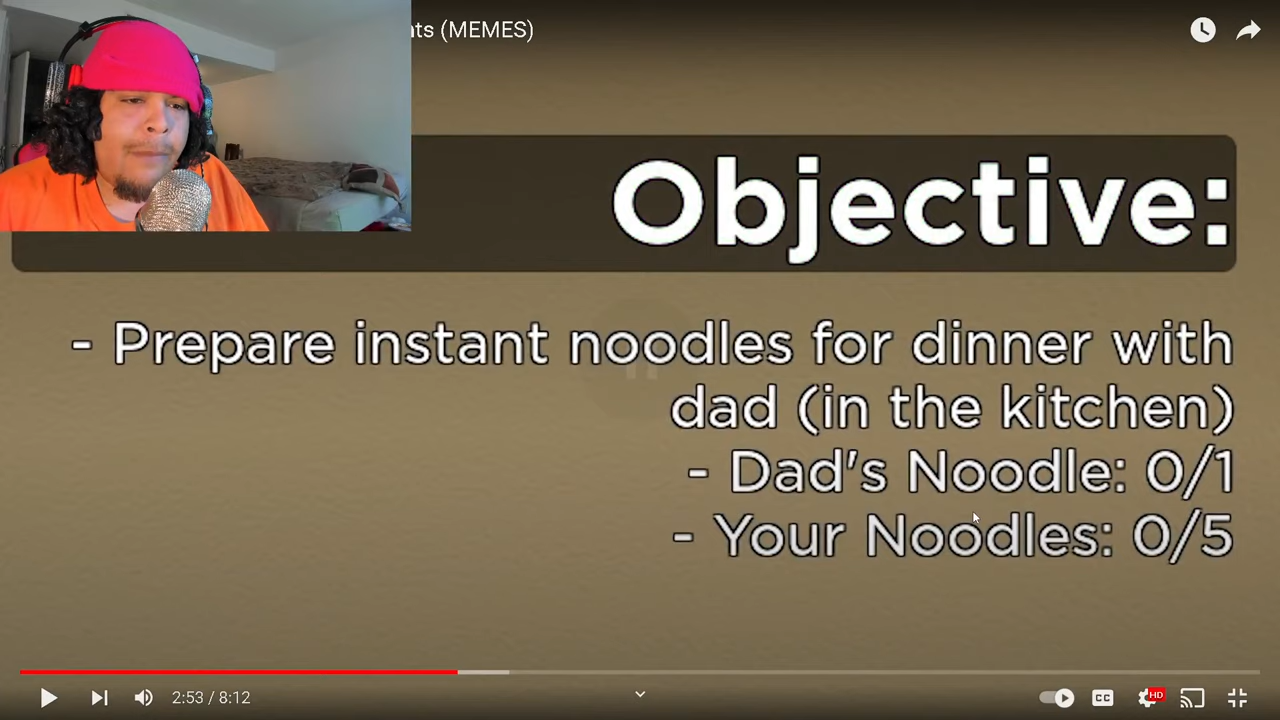 ts (MEMES)
Objective:
- Prepare instant noodles for dinner with
dad (in the kitchen)
- Dad's Noodle: 0/1
- Your Noodles: 0/5
2:53 / 8:12
CC
HD